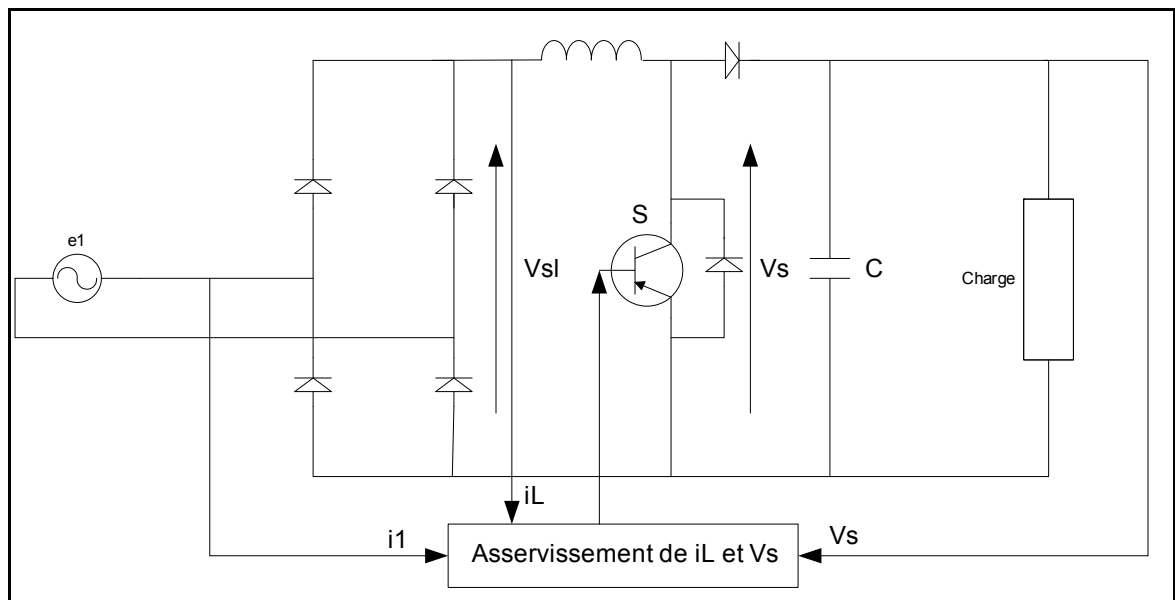 e1
Vsl
S
Vs
C
Charge
iL
i1
Asservissement de iL et Vs
Vs